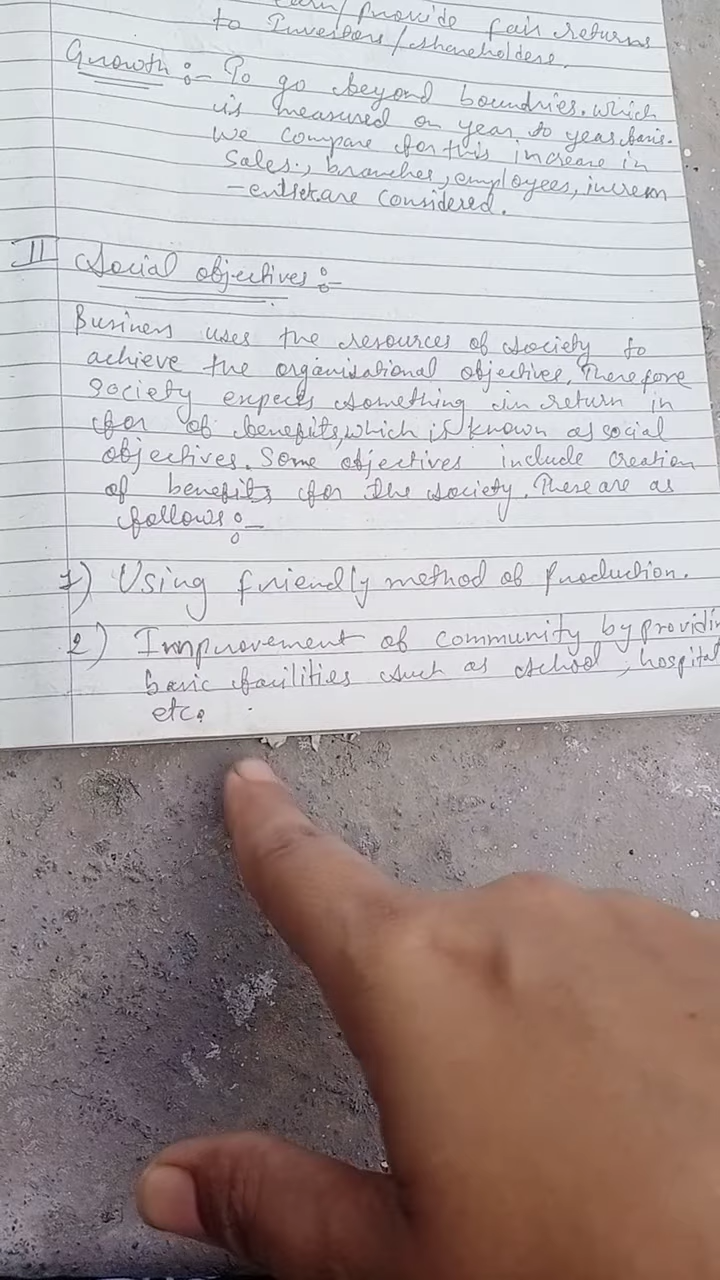 provide fair returns
to Investors/shareholders.
Growth :- To go beyond boundries. which
is measured on year to year basis.
We compare for this increase in
Sales., branches, employees, increm
-entsetc.are considered.
II Social objectives :-
Business uses the resources of society to
achieve the organisational objectives. Therefore
society expects something in return in
for of benefits, which is known as social
objectives. Some objectives include creation
of benefits for the society. These are as
follows :-
1) Using friendly method of Production.
2) Improvement of community by providin
basic facilities such as school, hospital
etc.